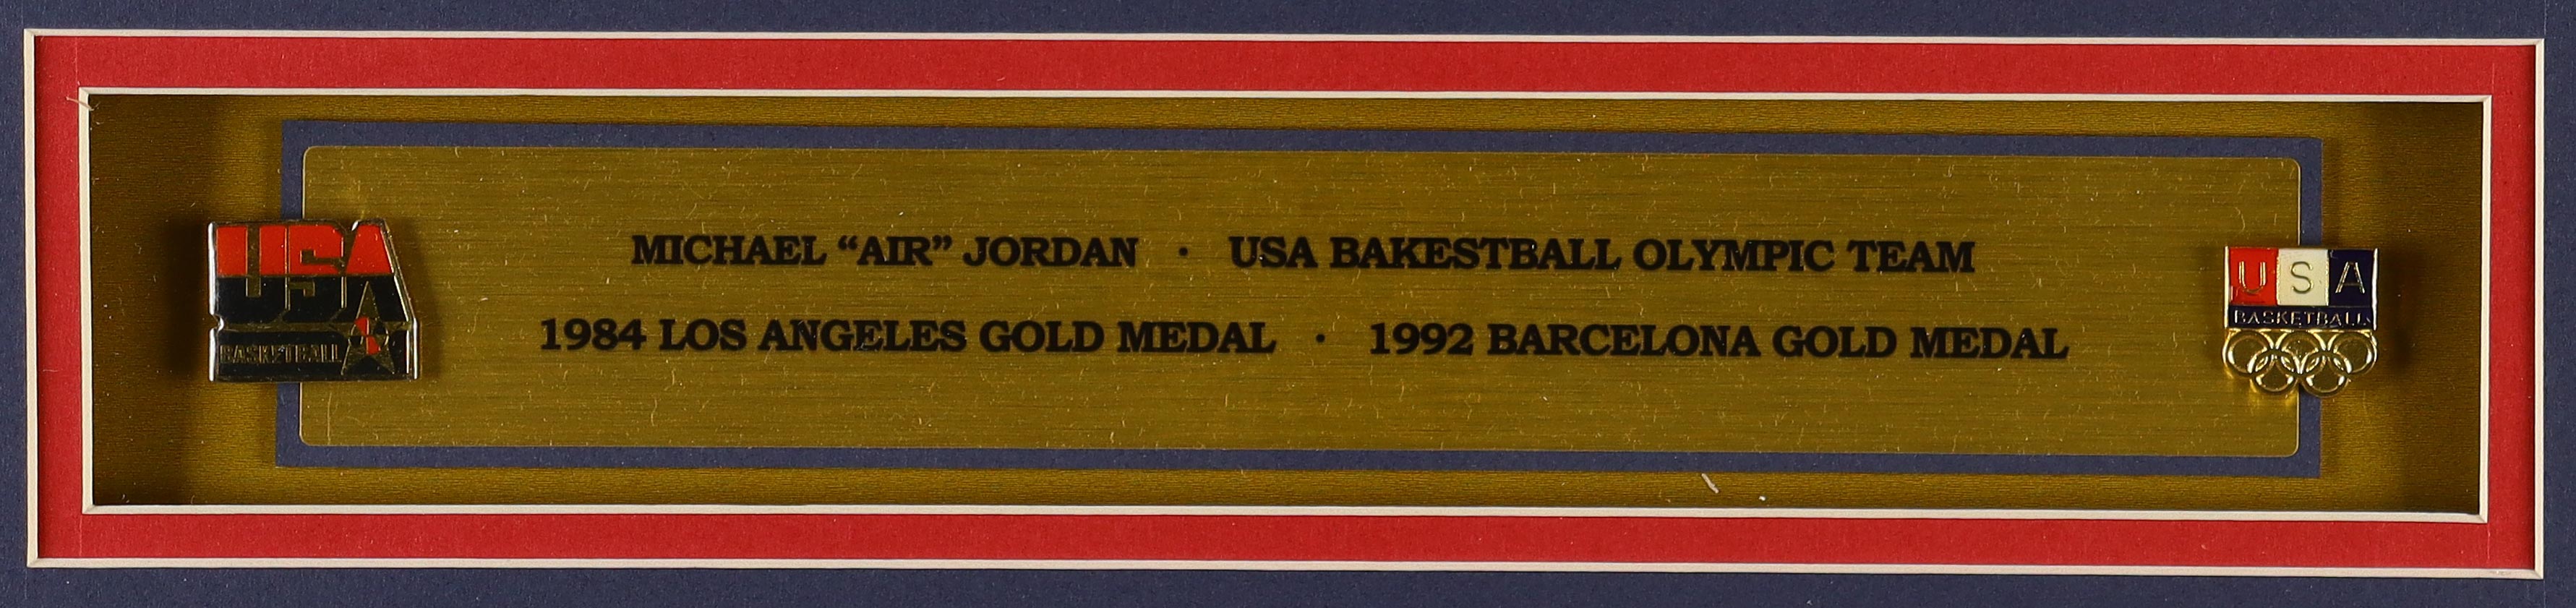 MICHAEL “AIR” JORDAN · USA BAKESTBALL OLYMPIC TEAM
1984 LOS ANGELES GOLD MEDAL · 1992 BARCELONA GOLD MEDAL
USA
BASKETBALL
USA
BASKETBALL